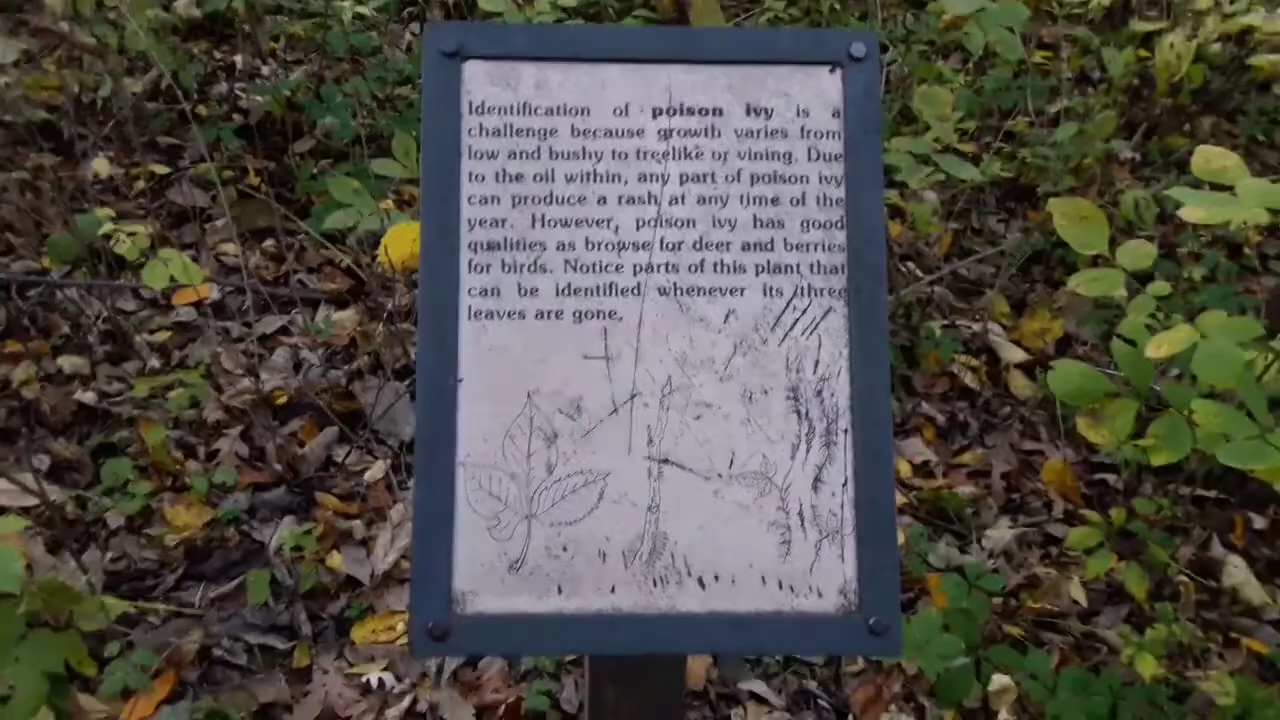 Identification of poison ivy is a
challenge because growth varies from
low and bushy to treelike or vining. Due
to the oil within, any part of poison ivy
can produce a rash at any time of the
year. However, poison ivy has good
qualities as browse for deer and berries
for birds. Notice parts of this plant that
can be identified whenever its three
leaves are gone.